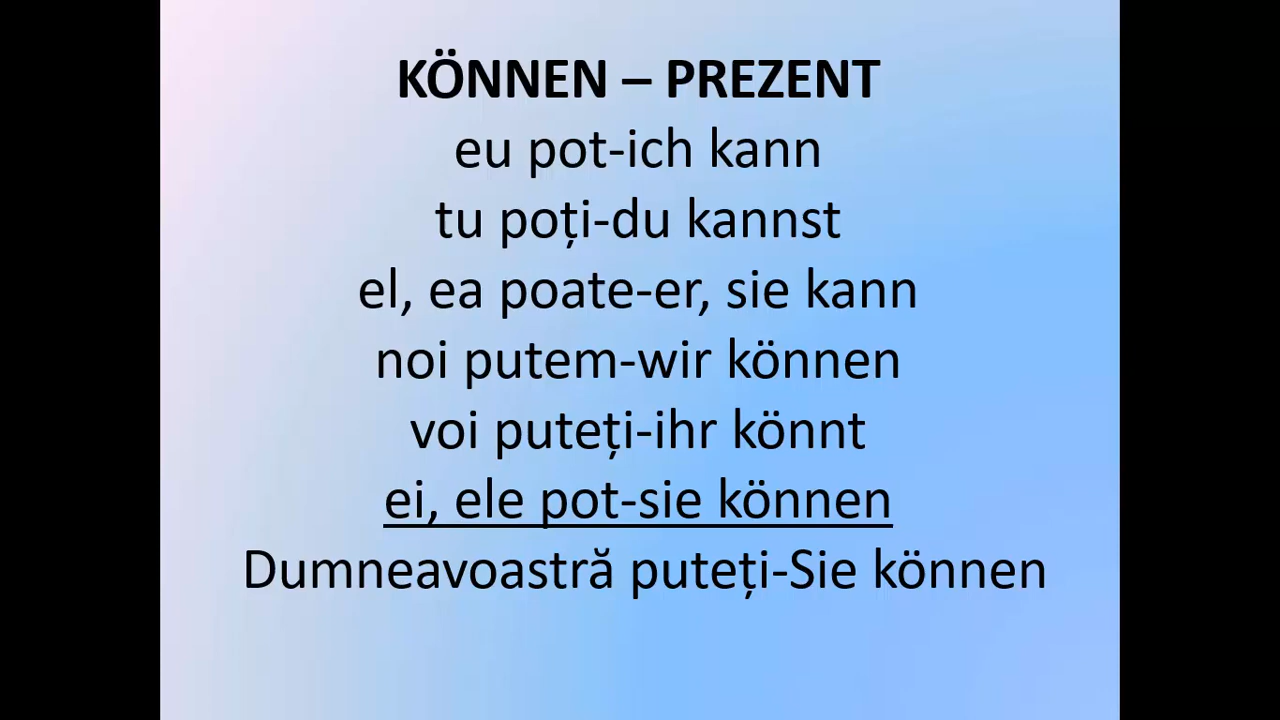 KÖNNEN – PREZENT
eu pot-ich kann
tu poți-du kannst
el, ea poate-er, sie kann
noi putem-wir können
voi puteți-ihr könnt
ei, ele pot-sie können
Dumneavoastră puteți-Sie können